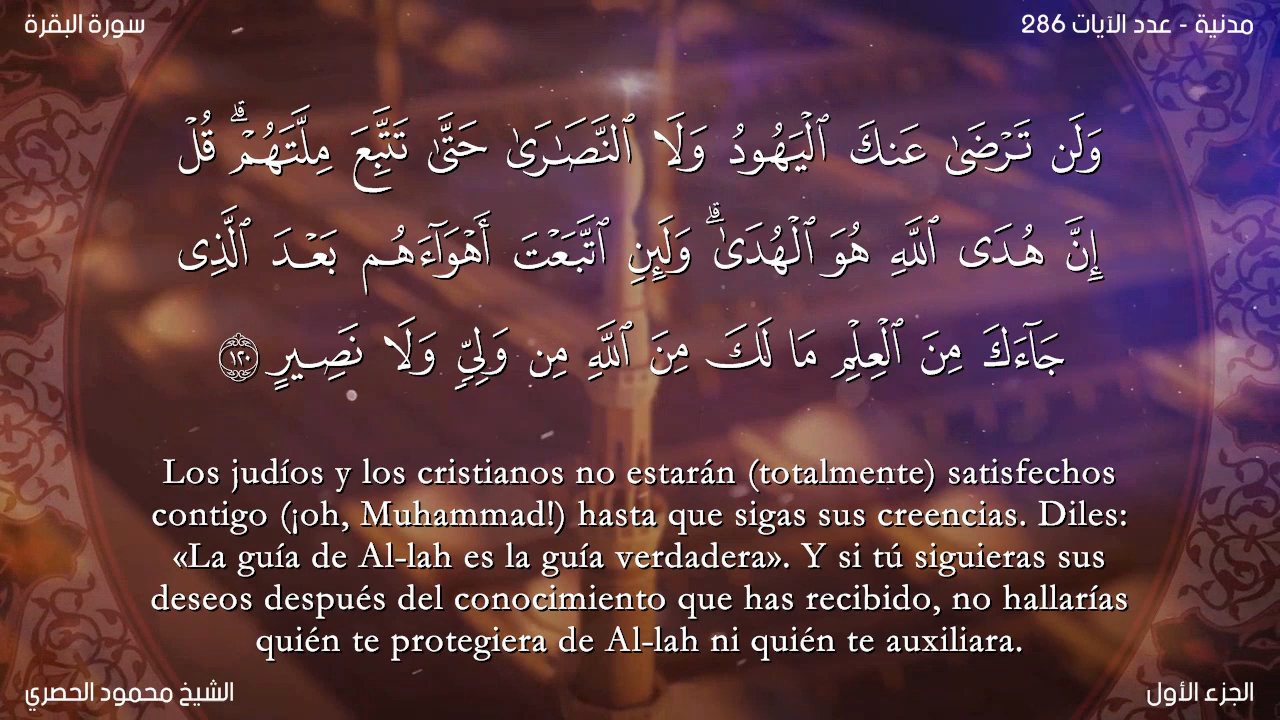 مدنية - عدد الآيات 286
سورة البقرة
وَلَن تَرۡضَىٰ عَنكَ ٱلۡيَهُودُ وَلَا ٱلنَّصَٰرَىٰ حَتَّىٰ تَتَّبِعَ مِلَّتَهُمۡۗ قُلۡ
إِنَّ هُدَى ٱللَّهِ هُوَ ٱلۡهُدَىٰۗ وَلَئِنِ ٱتَّبَعۡتَ أَهۡوَآءَهُم بَعۡدَ ٱلَّذِى
جَآءَكَ مِنَ ٱلۡعِلۡمِ مَا لَكَ مِنَ ٱللَّهِ مِن وَلِيّٖ وَلَا نَصِيرٍ ١٢٠
Los judíos y los cristianos no estarán (totalmente) satisfechos
contigo (¡oh, Muhammad!) hasta que sigas sus creencias. Diles:
«La guía de Al-lah es la guía verdadera». Y si tú siguieras sus
deseos después del conocimiento que has recibido, no hallarías
quién te protegiera de Al-lah ni quién te auxiliara.
الجزء الأول
الشيخ محمود الحصري